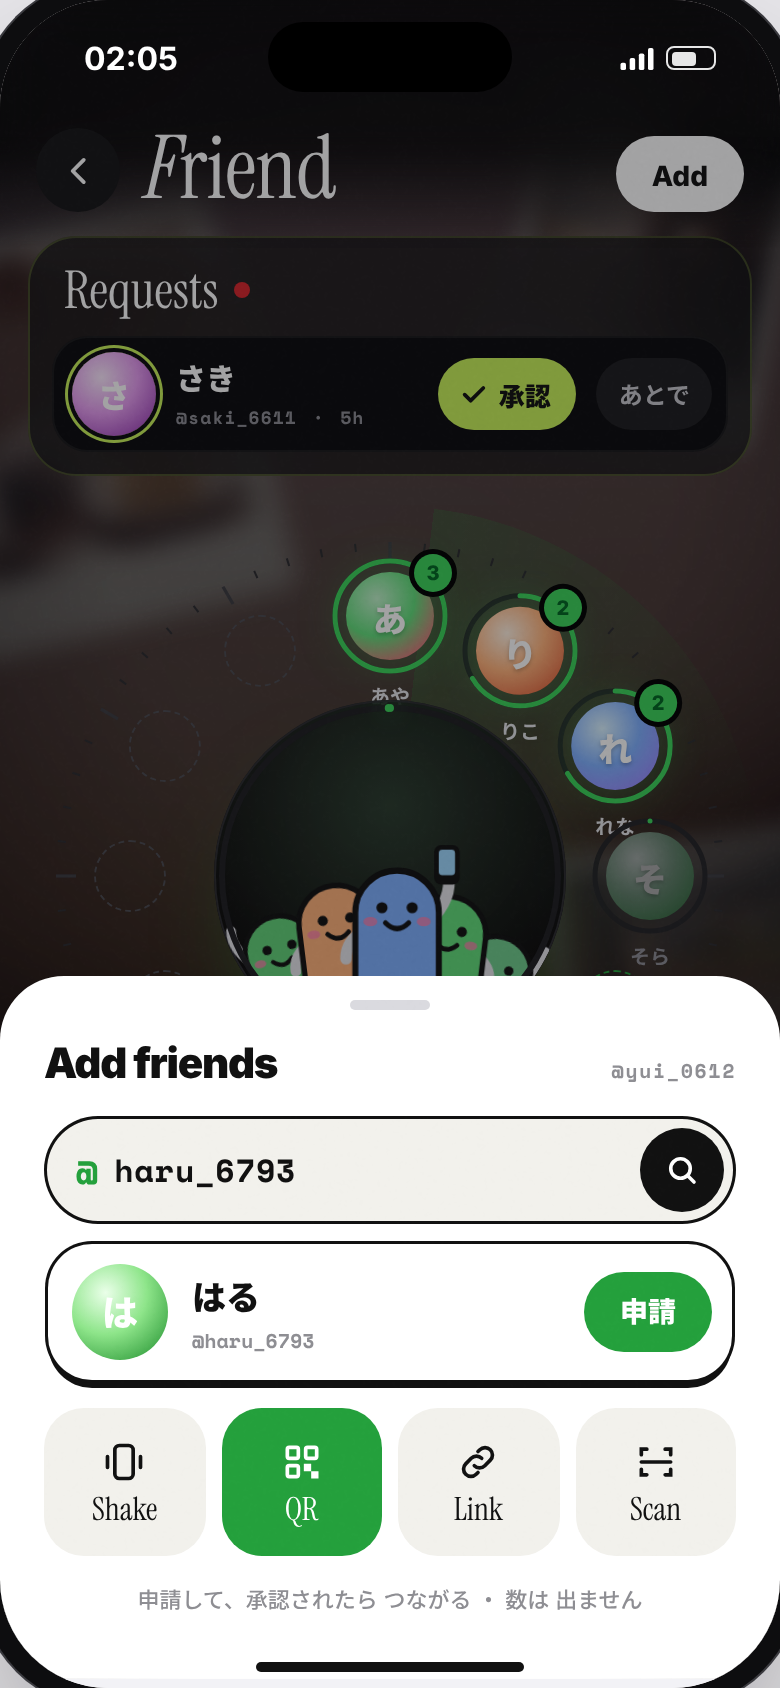 02:05
Friend
Add
Requests
さ
さき
@saki_6611 · 5h
承認
あとで
3
あ
あや
2
り
りこ
2
れ
れな
そ
そら
Add friends
@yui_0612
@ haru_6793
は
はる
@haru_6793
申請
Shake
QR
Link
Scan
申請して、承認されたら つながる ・ 数は 出ません